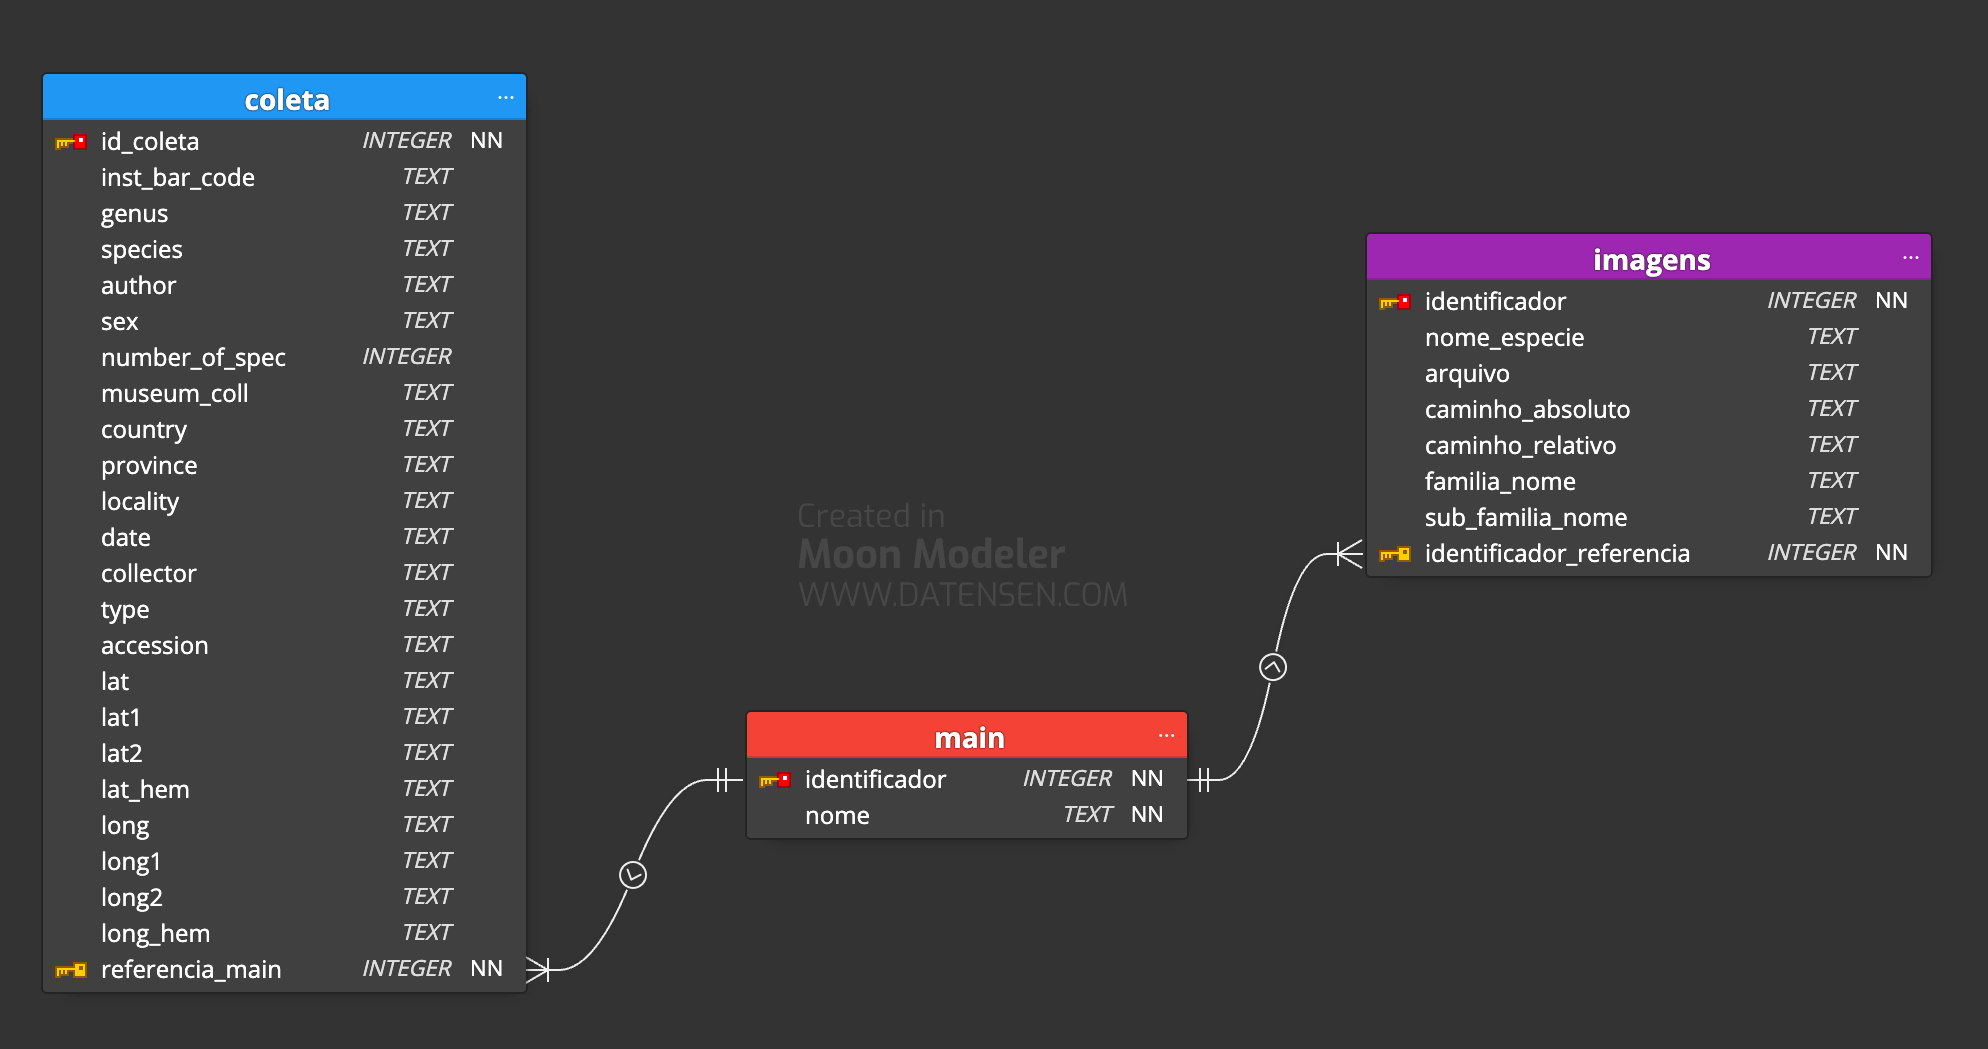 coleta ...
id_coleta INTEGER NN
inst_bar_code TEXT
genus TEXT
species TEXT
author TEXT
sex TEXT
number_of_spec INTEGER
museum_coll TEXT
country TEXT
province TEXT
locality TEXT
date TEXT
collector TEXT
type TEXT
accession TEXT
lat TEXT
lat1 TEXT
lat2 TEXT
lat_hem TEXT
long TEXT
long1 TEXT
long2 TEXT
long_hem TEXT
referencia_main INTEGER NN
Created in
Moon Modeler
WWW.DATENSEN.COM
main ...
identificador INTEGER NN
nome TEXT NN
imagens ...
identificador INTEGER NN
nome_especie TEXT
arquivo TEXT
caminho_absoluto TEXT
caminho_relativo TEXT
familia_nome TEXT
sub_familia_nome TEXT
identificador_referencia INTEGER NN